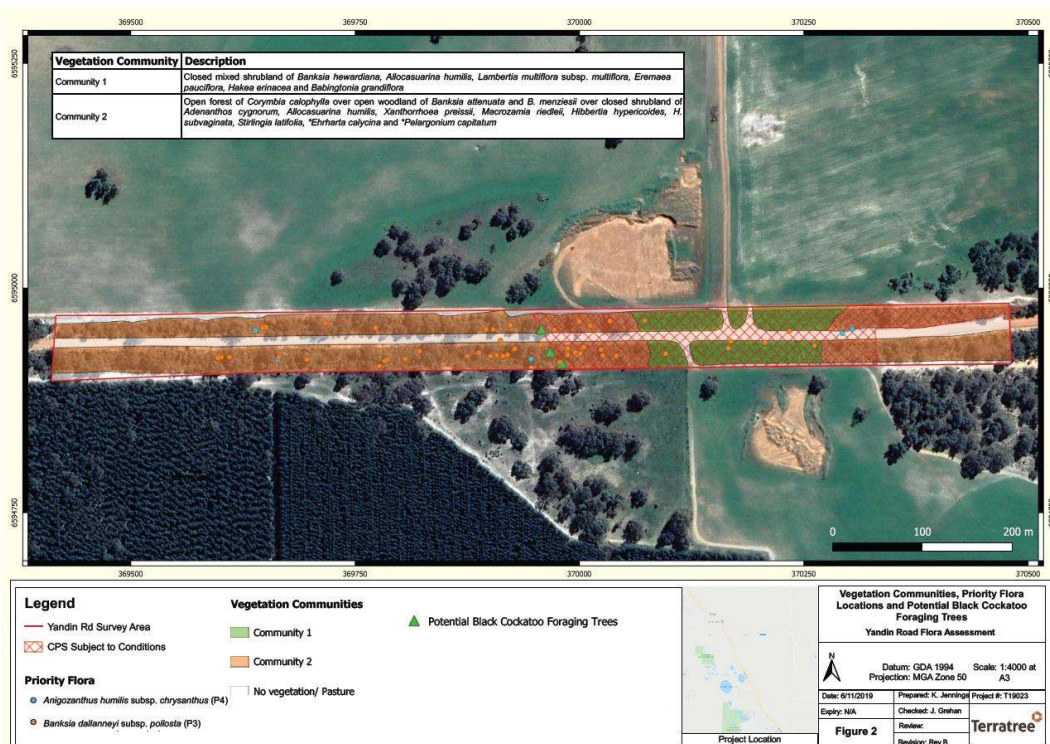 369500 369750 370000 370250 370500
6595250
6595000
6594750
Vegetation Community Description
Community 1
Closed mixed shrubland of Banksia hewardiana, Allocasuarina humilis, Lambertia multiflora subsp. multiflora, Eremaea
pauciflora, Hakea erinacea and Babingtonia grandiflora
Community 2
Open forest of Corymbia calophylla over open woodland of Banksia attenuata and B. menziesii over closed shrubland of
Adenanthos cygnorum, Allocasuarina humilis, Xanthorrhoea preissii, Macrozamia riedleii, Hibbertia hypericoides, H.
subvaginata, Stirlingia latifolia, *Ehrharta calycina and *Pelargonium capitatum
0 100 200 m
369500 369750 370000 370250 370500
Legend
Yandin Rd Survey Area
CPS Subject to Conditions
Priority Flora
Anigozanthus humilis subsp. chrysanthus (P4)
Banksia dallanneyi subsp. pollosta (P3)
Vegetation Communities
Community 1
Community 2
No vegetation/ Pasture
Potential Black Cockatoo Foraging Trees
Project Location
Vegetation Communities, Priority Flora
Locations and Potential Black Cockatoo
Foraging Trees
Yandin Road Flora Assessment
N
Datum: GDA 1994
Projection: MGA Zone 50
Scale: 1:4000 at
A3
Date: 6/11/2019 Prepared: K. Jennings Project #: T19023
Expiry: N/A Checked: J. Grehan
Figure 2
Review:
Revision: Rev B
Terratree